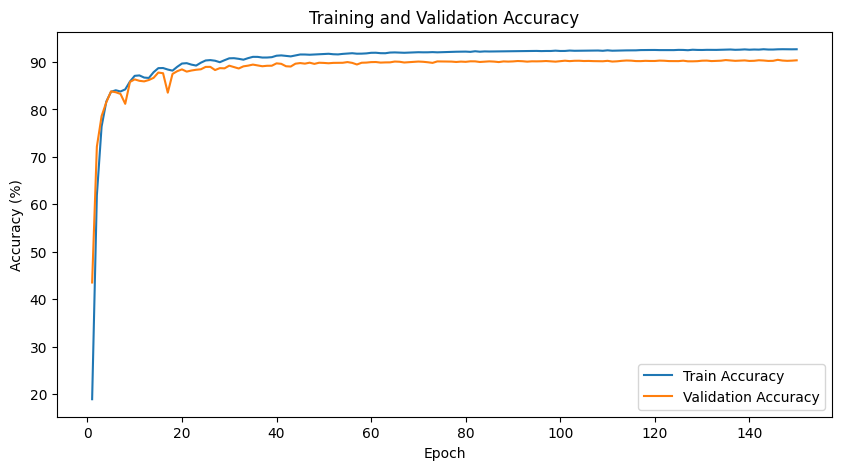 Training and Validation Accuracy
Accuracy (%)
90
80
70
60
50
40
30
20
0 20 40 60 80 100 120 140
Epoch
Train Accuracy
Validation Accuracy